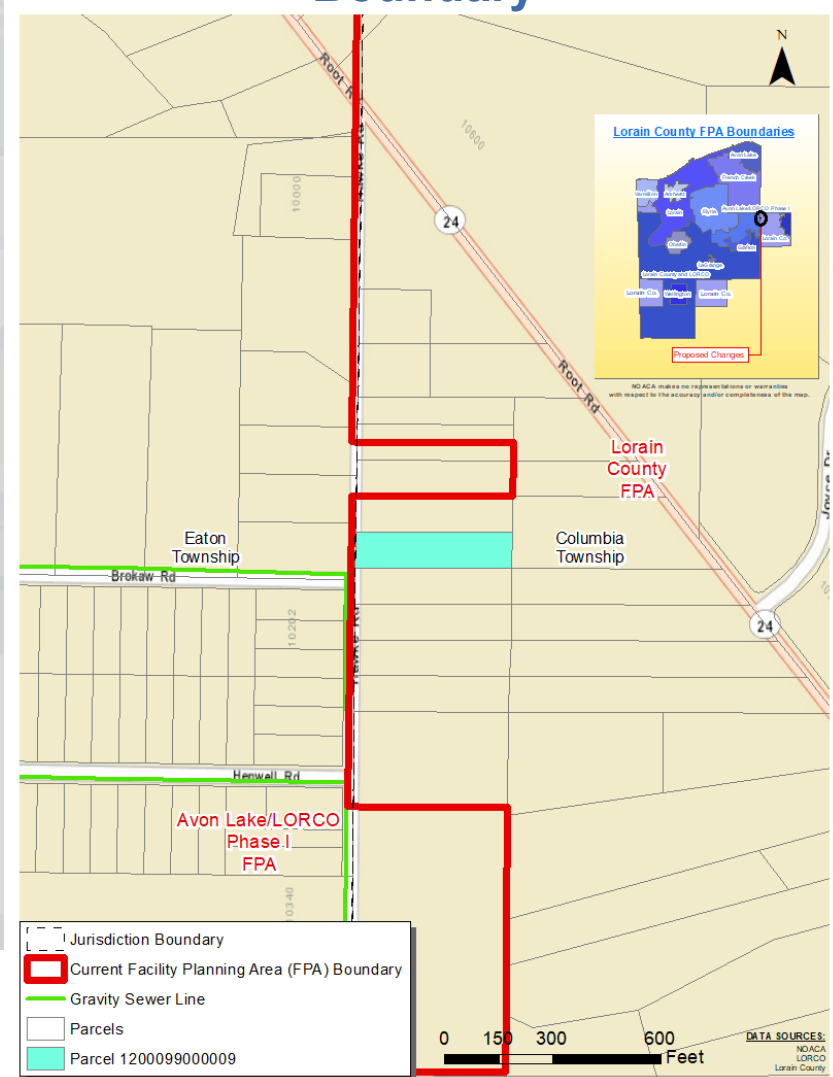 Boundary
N
Root R
Hawke Rd
10600
10000
24
Lorain County FPA Boundaries
Avon Lake
French Creek
Vermilion
Amherst
Lorain
Elyria
Avon Lake/LORCO Phase I
Oberlin
Grafton
Lorain Co.
LaGrange
Lorain County and LORCO
Lorain Co.
Wellington
Lorain Co.
Proposed Changes
NOACA makes no representations or warranties
with respect to the accuracy and/or completeness of the map.
Root Rd
Lorain
County
FPA
Joyce Dr
Eaton
Township
Columbia
Township
Brokaw Rd
10202
Hawke Rd
24
Henwell Rd
Avon Lake/LORCO
Phase I
FPA
10340
Jurisdiction Boundary
Current Facility Planning Area (FPA) Boundary
Gravity Sewer Line
Parcels
Parcel 1200099000009
0 150 300 600
Feet
DATA SOURCES:
NOACA
LORCO
Lorain County